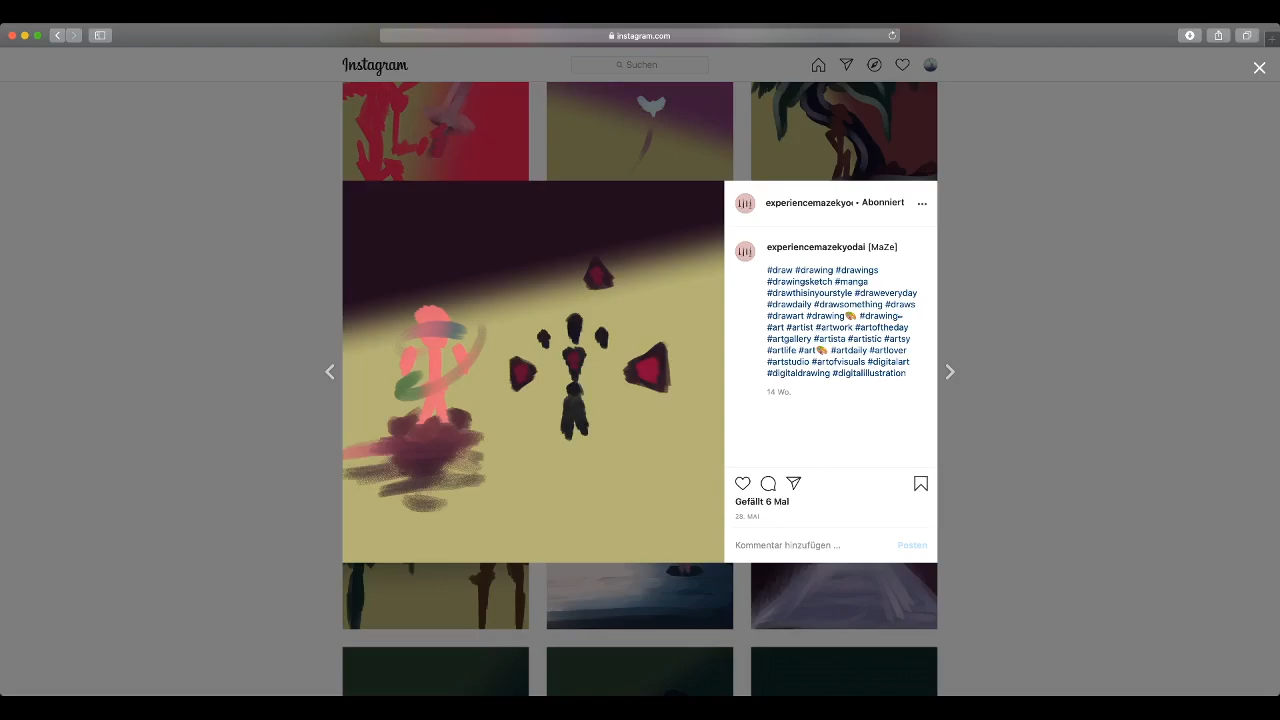 instagram.com
Instagram
Suchen
experiencemazekyo • Abonniert
experiencemazekyodai [MaZe]
#draw #drawing #drawings
#drawingsketch #manga
#drawthisinyourstyle #draweveryday
#drawdaily #drawsomething #draws
#drawart #drawing🎨 #drawing✏
#art #artist #artwork #artoftheday
#artgallery #artista #artistic #artsy
#artlife #art🎨 #artdaily #artlover
#artstudio #artofvisuals #digitalart
#digitaldrawing #digitalillustration
14 Wo.
Gefällt 6 Mal
28. MAI
Kommentar hinzufügen ...
Posten